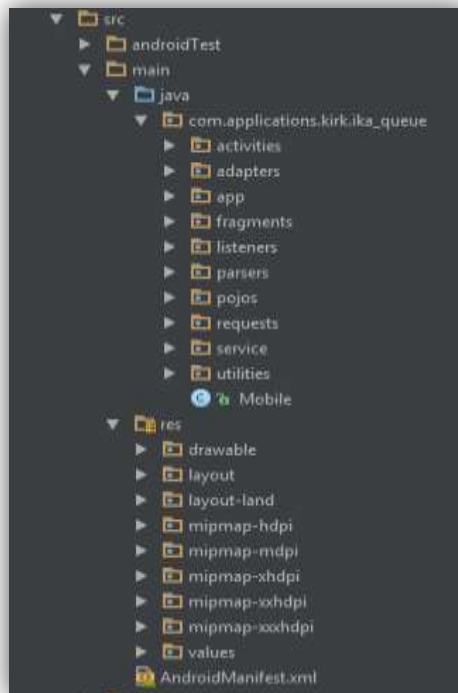 src
androidTest
main
java
com.applications.kirk.ika_queue
activities
adapters
app
fragments
listeners
parsers
pojos
requests
service
utilities
C Mobile
res
drawable
layout
layout-land
mipmap-hdpi
mipmap-mdpi
mipmap-xhdpi
mipmap-xxhdpi
mipmap-xxxhdpi
values
AndroidManifest.xml